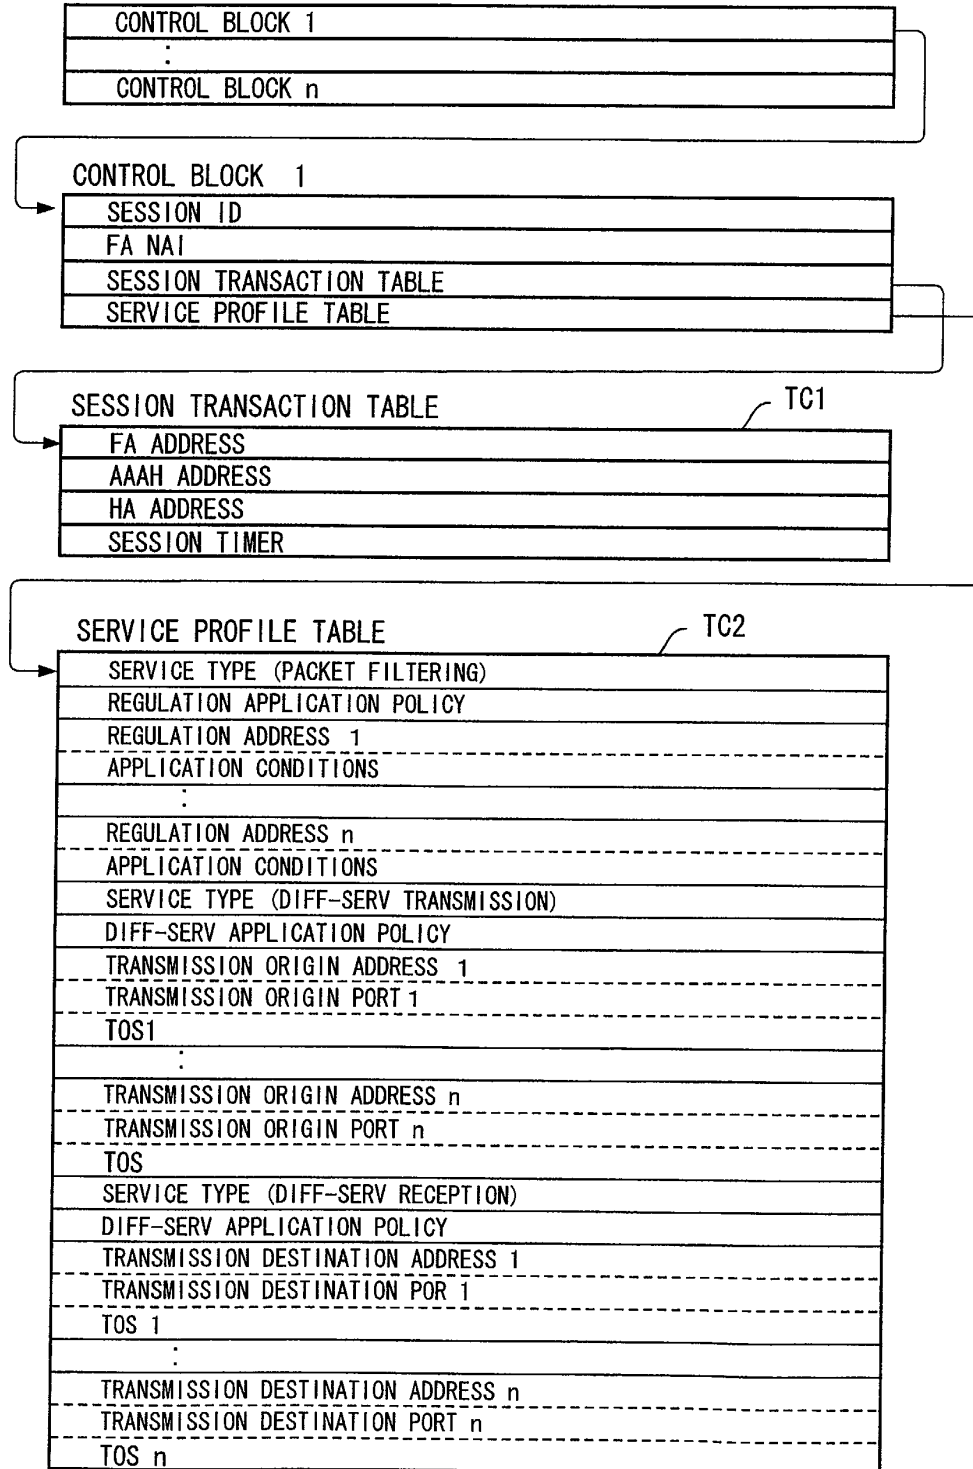 CONTROL BLOCK 1
:
CONTROL BLOCK n
CONTROL BLOCK 1
SESSION ID
FA NAI
SESSION TRANSACTION TABLE
SERVICE PROFILE TABLE
SESSION TRANSACTION TABLE
TC1
FA ADDRESS
AAAH ADDRESS
HA ADDRESS
SESSION TIMER
SERVICE PROFILE TABLE
TC2
SERVICE TYPE (PACKET FILTERING)
REGULATION APPLICATION POLICY
REGULATION ADDRESS 1
APPLICATION CONDITIONS
:
REGULATION ADDRESS n
APPLICATION CONDITIONS
SERVICE TYPE (DIFF-SERV TRANSMISSION)
DIFF-SERV APPLICATION POLICY
TRANSMISSION ORIGIN ADDRESS 1
TRANSMISSION ORIGIN PORT 1
TOS1
:
TRANSMISSION ORIGIN ADDRESS n
TRANSMISSION ORIGIN PORT n
TOS
SERVICE TYPE (DIFF-SERV RECEPTION)
DIFF-SERV APPLICATION POLICY
TRANSMISSION DESTINATION ADDRESS 1
TRANSMISSION DESTINATION POR 1
TOS 1
:
TRANSMISSION DESTINATION ADDRESS n
TRANSMISSION DESTINATION PORT n
TOS n